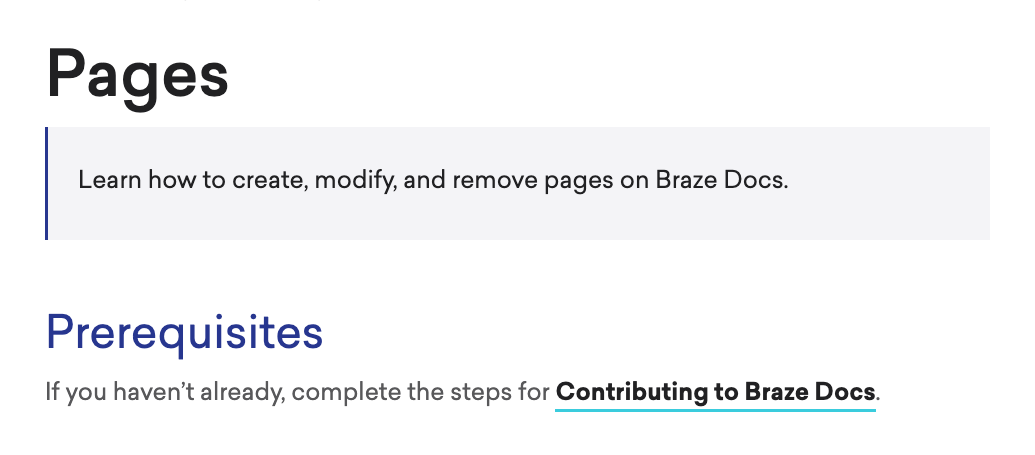 Pages
Learn how to create, modify, and remove pages on Braze Docs.
Prerequisites
If you haven’t already, complete the steps for Contributing to Braze Docs.